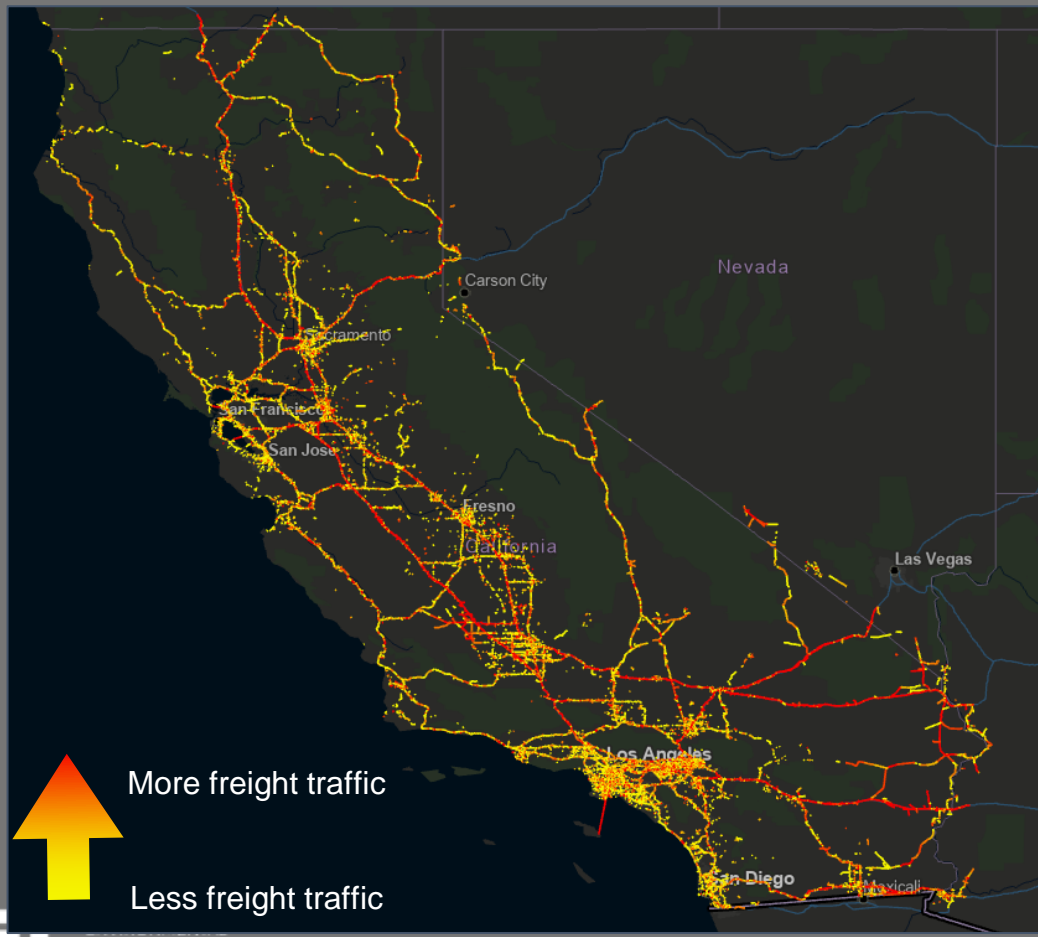 Nevada
Carson City
Sacramento
San Francisco
San Jose
Fresno
California
Las Vegas
Los Angeles
More freight traffic
San Diego
Mexicali
Less freight traffic